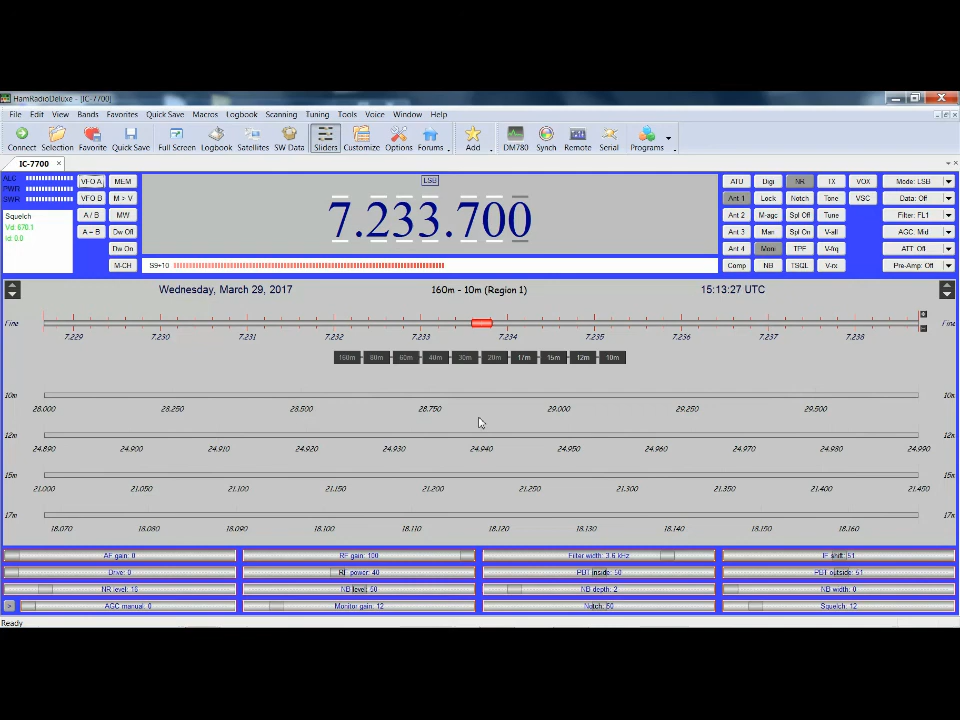 HamRadioDeluxe - [IC-7700]
File Edit View Bands Favorites Quick Save Macros Logbook Scanning Tuning Tools Voice Window Help
Connect Selection Favorite Quick Save Full Screen Logbook Satellites SW Data Sliders Customize Options Forums Add DM780 Synch Remote Serial Programs
IC-7700
ALC VFO A MEM LSB ATU Digi NR TX VOX Mode: LSB
PWR
SWR VFO B M > V Ant 1 Lock Notch Tone VSC Data: Off
Squelch A / B MW 7.233.700 Ant 2 M-agc Spl Off Tune Filter: FL1
Vd: 670.1
Id: 0.0 A = B Dw Off Ant 3 Man Spl On V-all AGC: Mid
Dw On Ant 4 Moni TPF V-frq ATT: Off
M-CH S9+10 Comp NB TSQL V-rx Pre-Amp: Off
Wednesday, March 29, 2017 160m - 10m (Region 1) 15:13:27 UTC
Fine Fine
7.229 7.230 7.231 7.232 7.233 7.234 7.235 7.236 7.237 7.238
160m 80m 60m 40m 30m 20m 17m 15m 12m 10m
10m 10m
28.000 28.250 28.500 28.750 29.000 29.250 29.500
12m 12m
24.890 24.900 24.910 24.920 24.930 24.940 24.950 24.960 24.970 24.980 24.990
15m 15m
21.000 21.050 21.100 21.150 21.200 21.250 21.300 21.350 21.400 21.450
17m 17m
18.070 18.080 18.090 18.100 18.110 18.120 18.130 18.140 18.150 18.160
AF gain: 0 RF gain: 100 Filter width: 3.6 kHz IF shift: 51
Drive: 0 RF power: 40 PBT inside: 50 PBT outside: 51
NR level: 16 NB level: 50 NB depth: 2 NB width: 0
> AGC manual: 0 Monitor gain: 12 Notch: 50 Squelch: 12
Ready